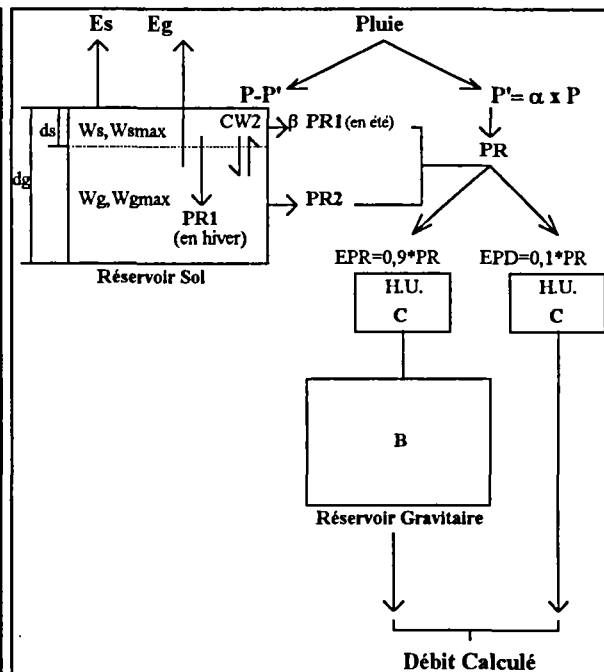 Es Eg Pluie
P-P' P'= α x P
ds Ws, Wsmax CW2 β PR1 (en été)
PR
dg Wg, Wgmax PR1 PR2
(en hiver)
Réservoir Sol
EPR=0,9*PR EPD=0,1*PR
H.U. H.U.
C C
B
Réservoir Gravitaire
Débit Calculé